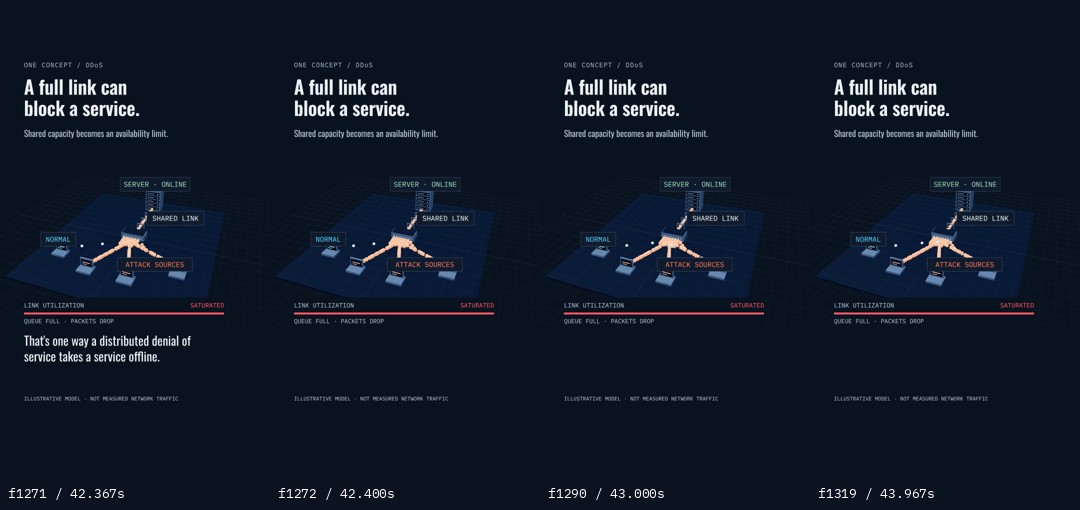 ONE CONCEPT / DDoS
A full link can
block a service.
Shared capacity becomes an availability limit.
SERVER · ONLINE
SHARED LINK
NORMAL
ATTACK SOURCES
LINK UTILIZATION SATURATED
QUEUE FULL · PACKETS DROP
That's one way a distributed denial of
service takes a service offline.
ILLUSTRATIVE MODEL · NOT MEASURED NETWORK TRAFFIC
f1271 / 42.367s
ONE CONCEPT / DDoS
A full link can
block a service.
Shared capacity becomes an availability limit.
SERVER · ONLINE
SHARED LINK
NORMAL
ATTACK SOURCES
LINK UTILIZATION SATURATED
QUEUE FULL · PACKETS DROP
ILLUSTRATIVE MODEL · NOT MEASURED NETWORK TRAFFIC
f1272 / 42.400s
ONE CONCEPT / DDoS
A full link can
block a service.
Shared capacity becomes an availability limit.
SERVER · ONLINE
SHARED LINK
NORMAL
ATTACK SOURCES
LINK UTILIZATION SATURATED
QUEUE FULL · PACKETS DROP
ILLUSTRATIVE MODEL · NOT MEASURED NETWORK TRAFFIC
f1290 / 43.000s
ONE CONCEPT / DDoS
A full link can
block a service.
Shared capacity becomes an availability limit.
SERVER · ONLINE
SHARED LINK
NORMAL
ATTACK SOURCES
LINK UTILIZATION SATURATED
QUEUE FULL · PACKETS DROP
ILLUSTRATIVE MODEL · NOT MEASURED NETWORK TRAFFIC
f1319 / 43.967s